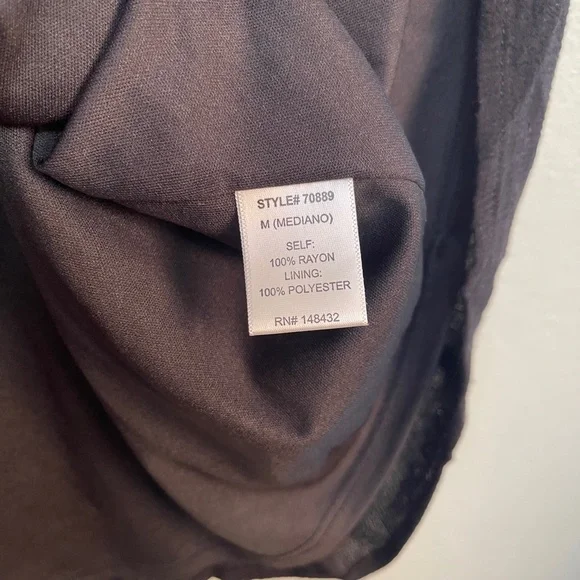 STYLE# 70889
M (MEDIANO)
SELF:
100% RAYON
LINING:
100% POLYESTER
RN# 148432